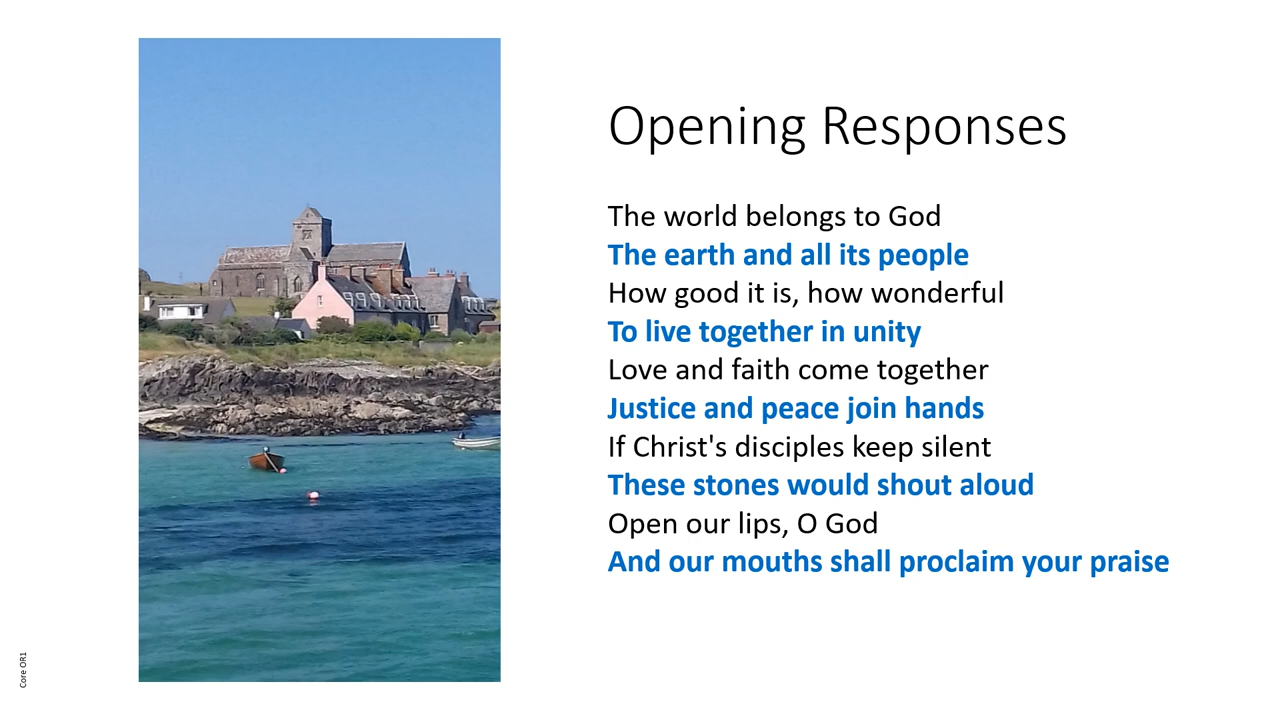 Opening Responses
The world belongs to God
The earth and all its people
How good it is, how wonderful
To live together in unity
Love and faith come together
Justice and peace join hands
If Christ's disciples keep silent
These stones would shout aloud
Open our lips, O God
And our mouths shall proclaim your praise
Core OR1